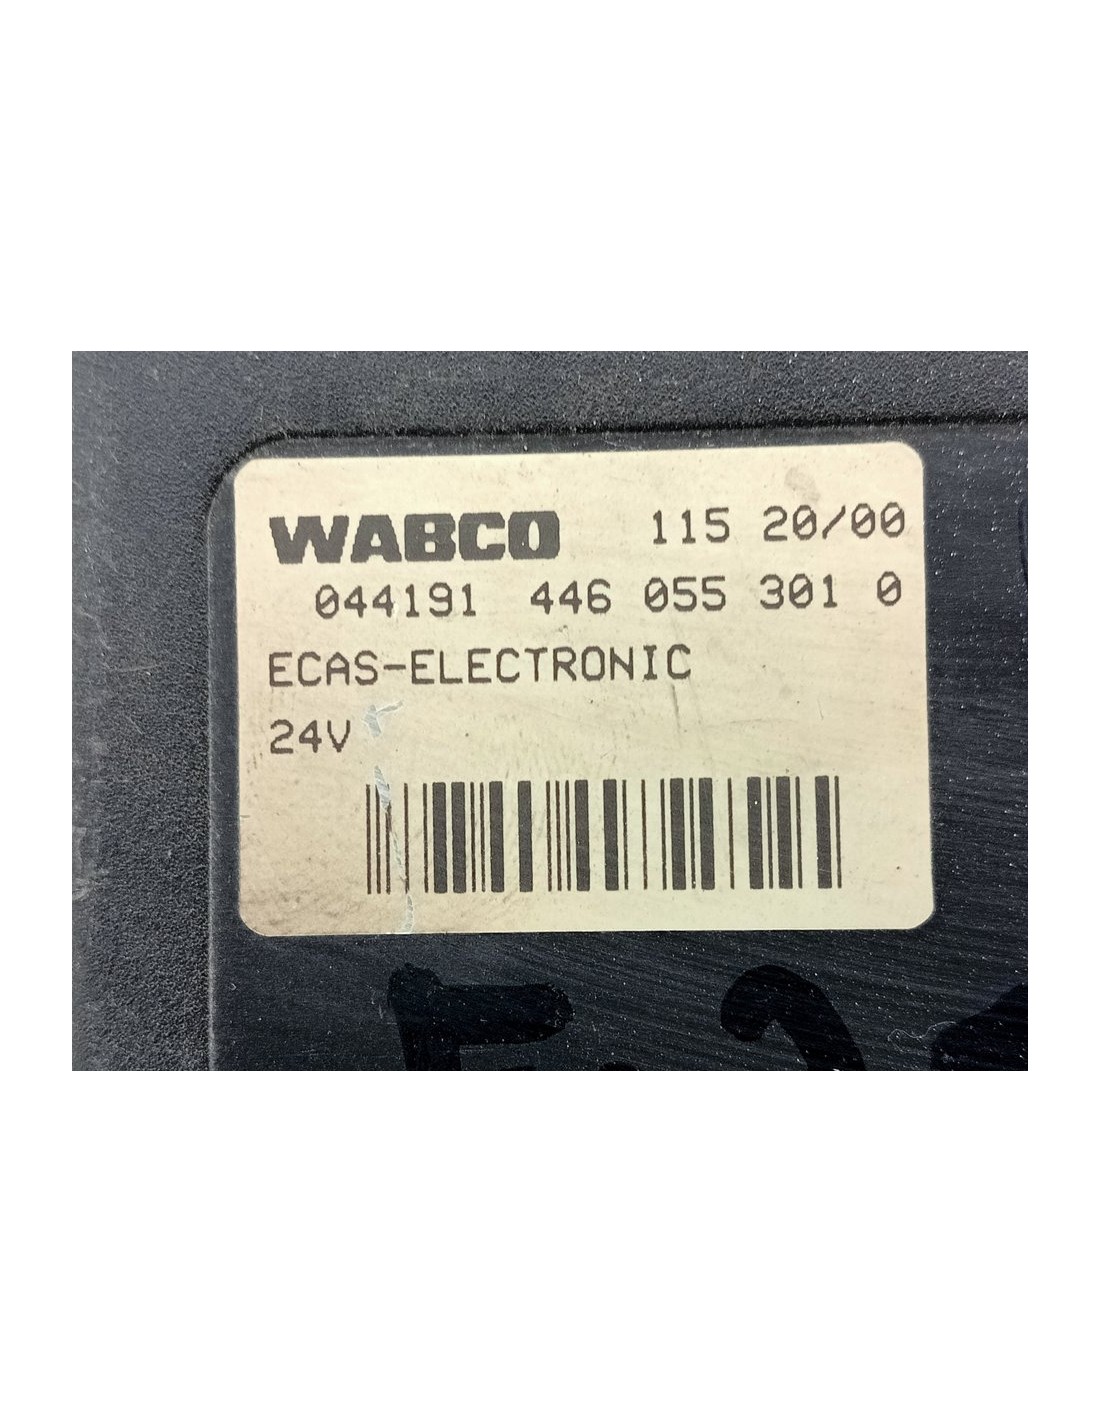 WABCO 115 20/00
044191 446 055 301 0
ECAS-ELECTRONIC
24V